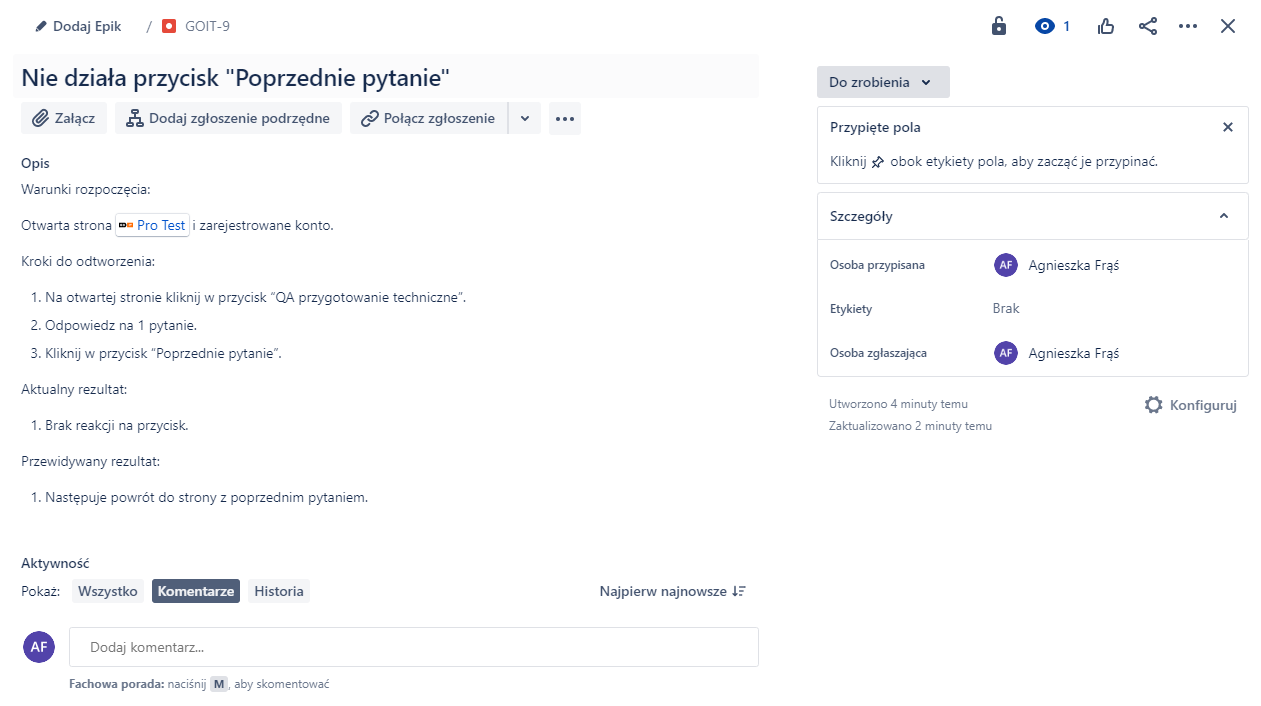 Dodaj Epik / GOIT-9
1
Nie działa przycisk "Poprzednie pytanie"
Załącz Dodaj zgłoszenie podrzędne Połącz zgłoszenie
Opis
Warunki rozpoczęcia:
Otwarta strona Pro Test i zarejestrowane konto.
Kroki do odtworzenia:
1. Na otwartej stronie kliknij w przycisk “QA przygotowanie techniczne”.
2. Odpowiedz na 1 pytanie.
3. Kliknij w przycisk “Poprzednie pytanie”.
Aktualny rezultat:
1. Brak reakcji na przycisk.
Przewidywany rezultat:
1. Następuje powrót do strony z poprzednim pytaniem.
Aktywność
Pokaż: Wszystko Komentarze Historia Najpierw najnowsze
AF Dodaj komentarz...
Fachowa porada: naciśnij M, aby skomentować
Do zrobienia
Przypięte pola
Kliknij obok etykiety pola, aby zacząć je przypinać.
Szczegóły
Osoba przypisana AF Agnieszka Frąś
Etykiety Brak
Osoba zgłaszająca AF Agnieszka Frąś
Utworzono 4 minuty temu Konfiguruj
Zaktualizowano 2 minuty temu